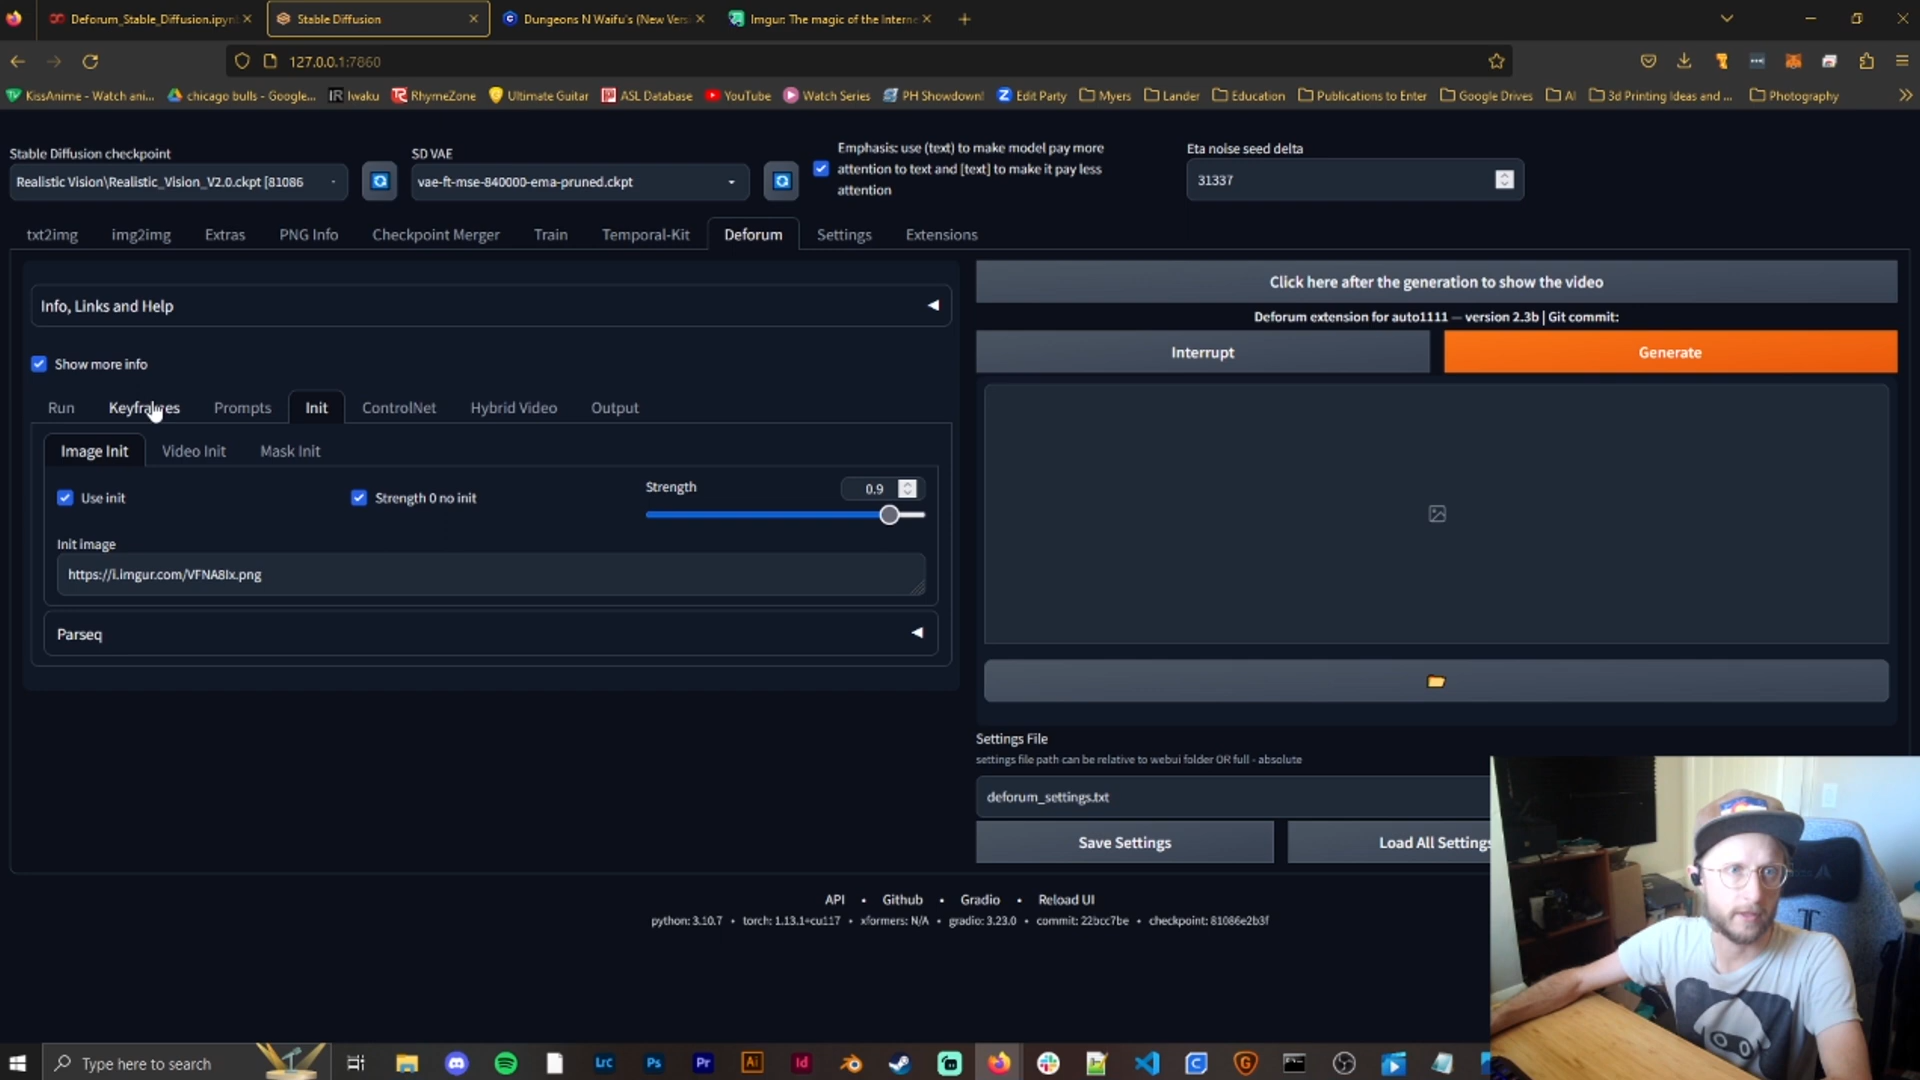 Deforum_Stable_Diffusion.ipyn
Stable Diffusion
Dungeons N Waifu's (New Versi
Imgur: The magic of the Interne
127.0.0.1:7860
KissAnime - Watch ani...
chicago bulls - Google...
Iwaku
RhymeZone
Ultimate Guitar
ASL Database
YouTube
Watch Series
PH Showdown!
Edit Party
Myers
Lander
Education
Publications to Enter
Google Drives
AI
3d Printing Ideas and ...
Photography
Stable Diffusion checkpoint
Realistic Vision\Realistic_Vision_V2.0.ckpt [81086
SD VAE
vae-ft-mse-840000-ema-pruned.ckpt
Emphasis: use (text) to make model pay more
attention to text and [text] to make it pay less
attention
Eta noise seed delta
31337
txt2img
img2img
Extras
PNG Info
Checkpoint Merger
Train
Temporal-Kit
Deforum
Settings
Extensions
Info, Links and Help
Show more info
Run
Keyframes
Prompts
Init
ControlNet
Hybrid Video
Output
Image Init
Video Init
Mask Init
Use init
Strength 0 no init
Strength
0.9
Init image
https://i.imgur.com/VFNA8Ix.png
Parseq
Click here after the generation to show the video
Deforum extension for auto1111 — version 2.3b | Git commit:
Interrupt
Generate
Settings File
settings file path can be relative to webui folder OR full - absolute
deforum_settings.txt
Save Settings
Load All Settings
API • Github • Gradio • Reload UI
python: 3.10.7 • torch: 1.13.1+cu117 • xformers: N/A • gradio: 3.23.0 • commit: 22bcc7be • checkpoint: 81086e2b3f
Type here to search
Lrc
Ps
Pr
Ai
Id